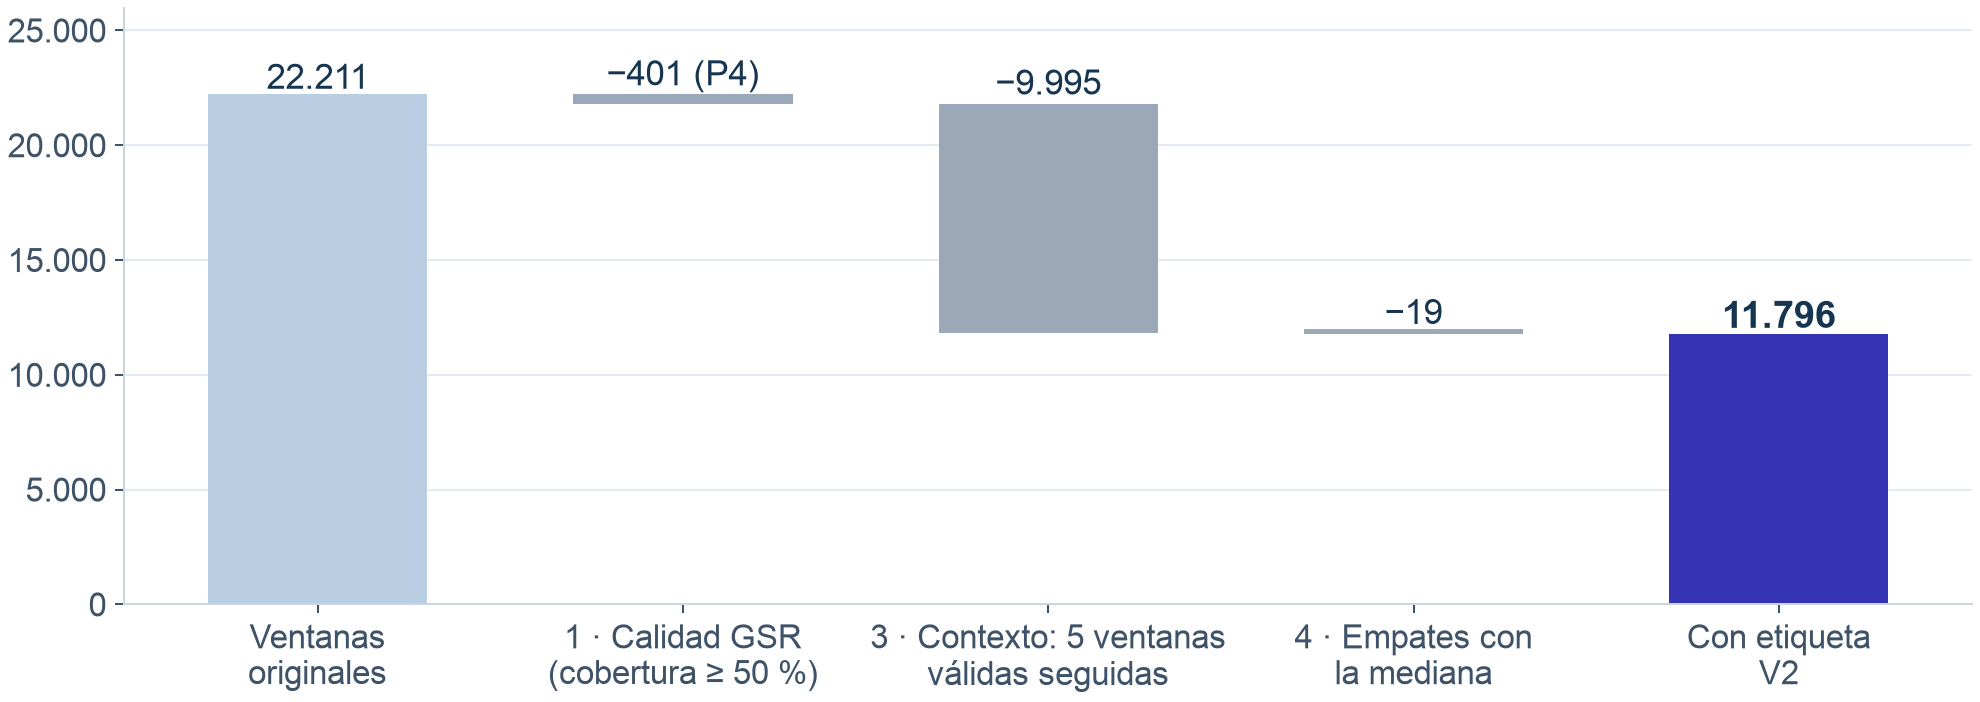 25.000
20.000
15.000
10.000
5.000
0
22.211
−401 (P4)
−9.995
−19
11.796
Ventanas
originales
1 · Calidad GSR
(cobertura ≥ 50 %)
3 · Contexto: 5 ventanas
válidas seguidas
4 · Empates con
la mediana
Con etiqueta
V2